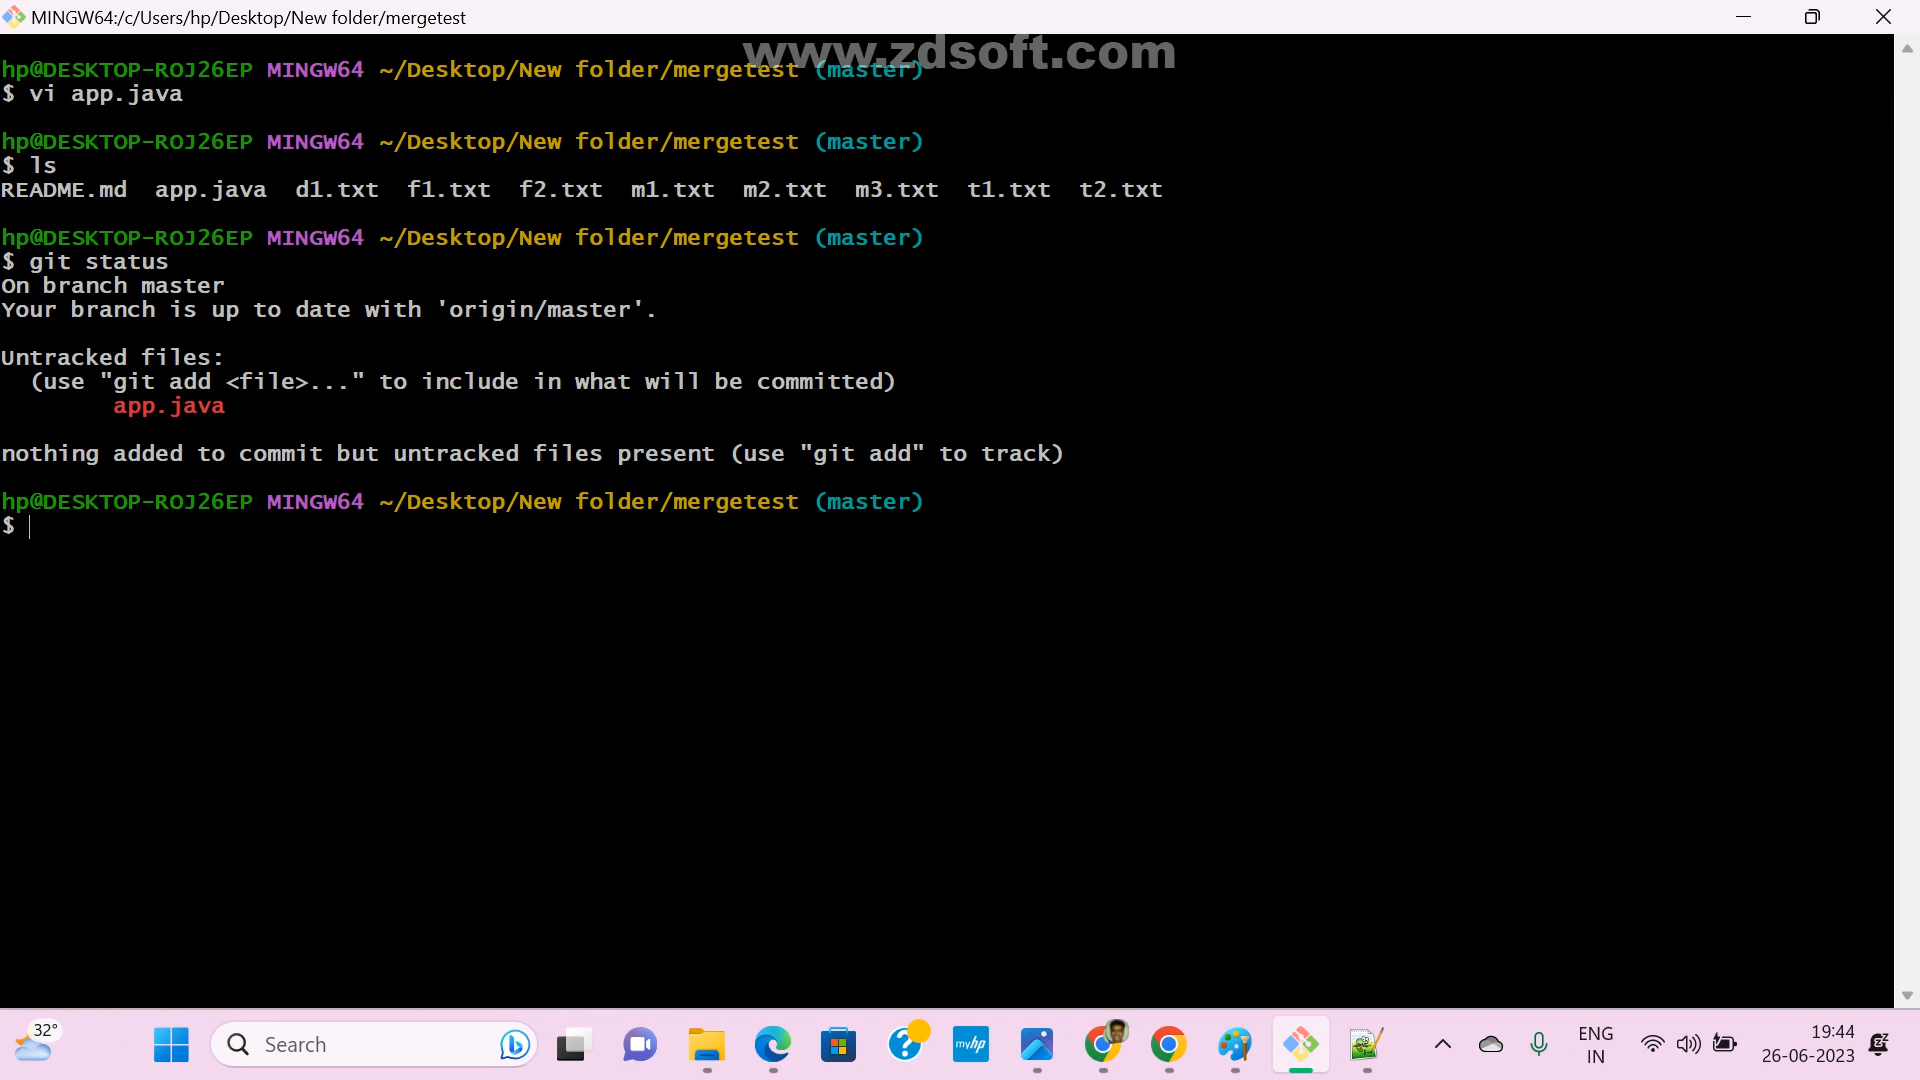 MINGW64:/c/Users/hp/Desktop/New folder/mergetest
www.zdsoft.com
hp@DESKTOP-ROJ26EP MINGW64 ~/Desktop/New folder/mergetest (master)
$ vi app.java
hp@DESKTOP-ROJ26EP MINGW64 ~/Desktop/New folder/mergetest (master)
$ ls
README.md app.java d1.txt f1.txt f2.txt m1.txt m2.txt m3.txt t1.txt t2.txt
hp@DESKTOP-ROJ26EP MINGW64 ~/Desktop/New folder/mergetest (master)
$ git status
On branch master
Your branch is up to date with 'origin/master'.
Untracked files:
(use "git add <file>..." to include in what will be committed)
app.java
nothing added to commit but untracked files present (use "git add" to track)
hp@DESKTOP-ROJ26EP MINGW64 ~/Desktop/New folder/mergetest (master)
$
32°
Search
myhp
ENG
IN
19:44
26-06-2023